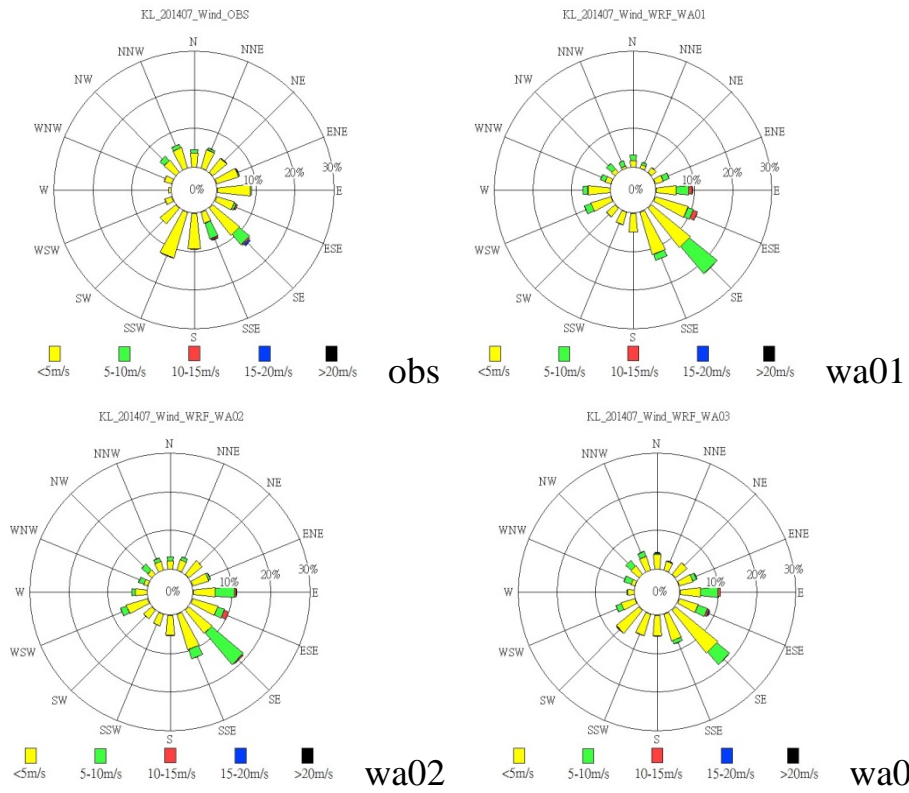 KL_201407_Wind_OBS
N
NNE
NE
ENE
E
ESE
SE
SSE
S
SSW
SW
WSW
W
WNW
NW
NNW
0%
10%
20%
30%
<5m/s
5-10m/s
10-15m/s
15-20m/s
>20m/s
obs
KL_201407_Wind_WRF_WA01
N
NNE
NE
ENE
E
ESE
SE
SSE
S
SSW
SW
WSW
W
WNW
NW
NNW
0%
10%
20%
30%
<5m/s
5-10m/s
10-15m/s
15-20m/s
>20m/s
wa01
KL_201407_Wind_WRF_WA02
N
NNE
NE
ENE
E
ESE
SE
SSE
S
SSW
SW
WSW
W
WNW
NW
NNW
0%
10%
20%
30%
<5m/s
5-10m/s
10-15m/s
15-20m/s
>20m/s
wa02
KL_201407_Wind_WRF_WA03
N
NNE
NE
ENE
E
ESE
SE
SSE
S
SSW
SW
WSW
W
WNW
NW
NNW
0%
10%
20%
30%
<5m/s
5-10m/s
10-15m/s
15-20m/s
>20m/s
wa0